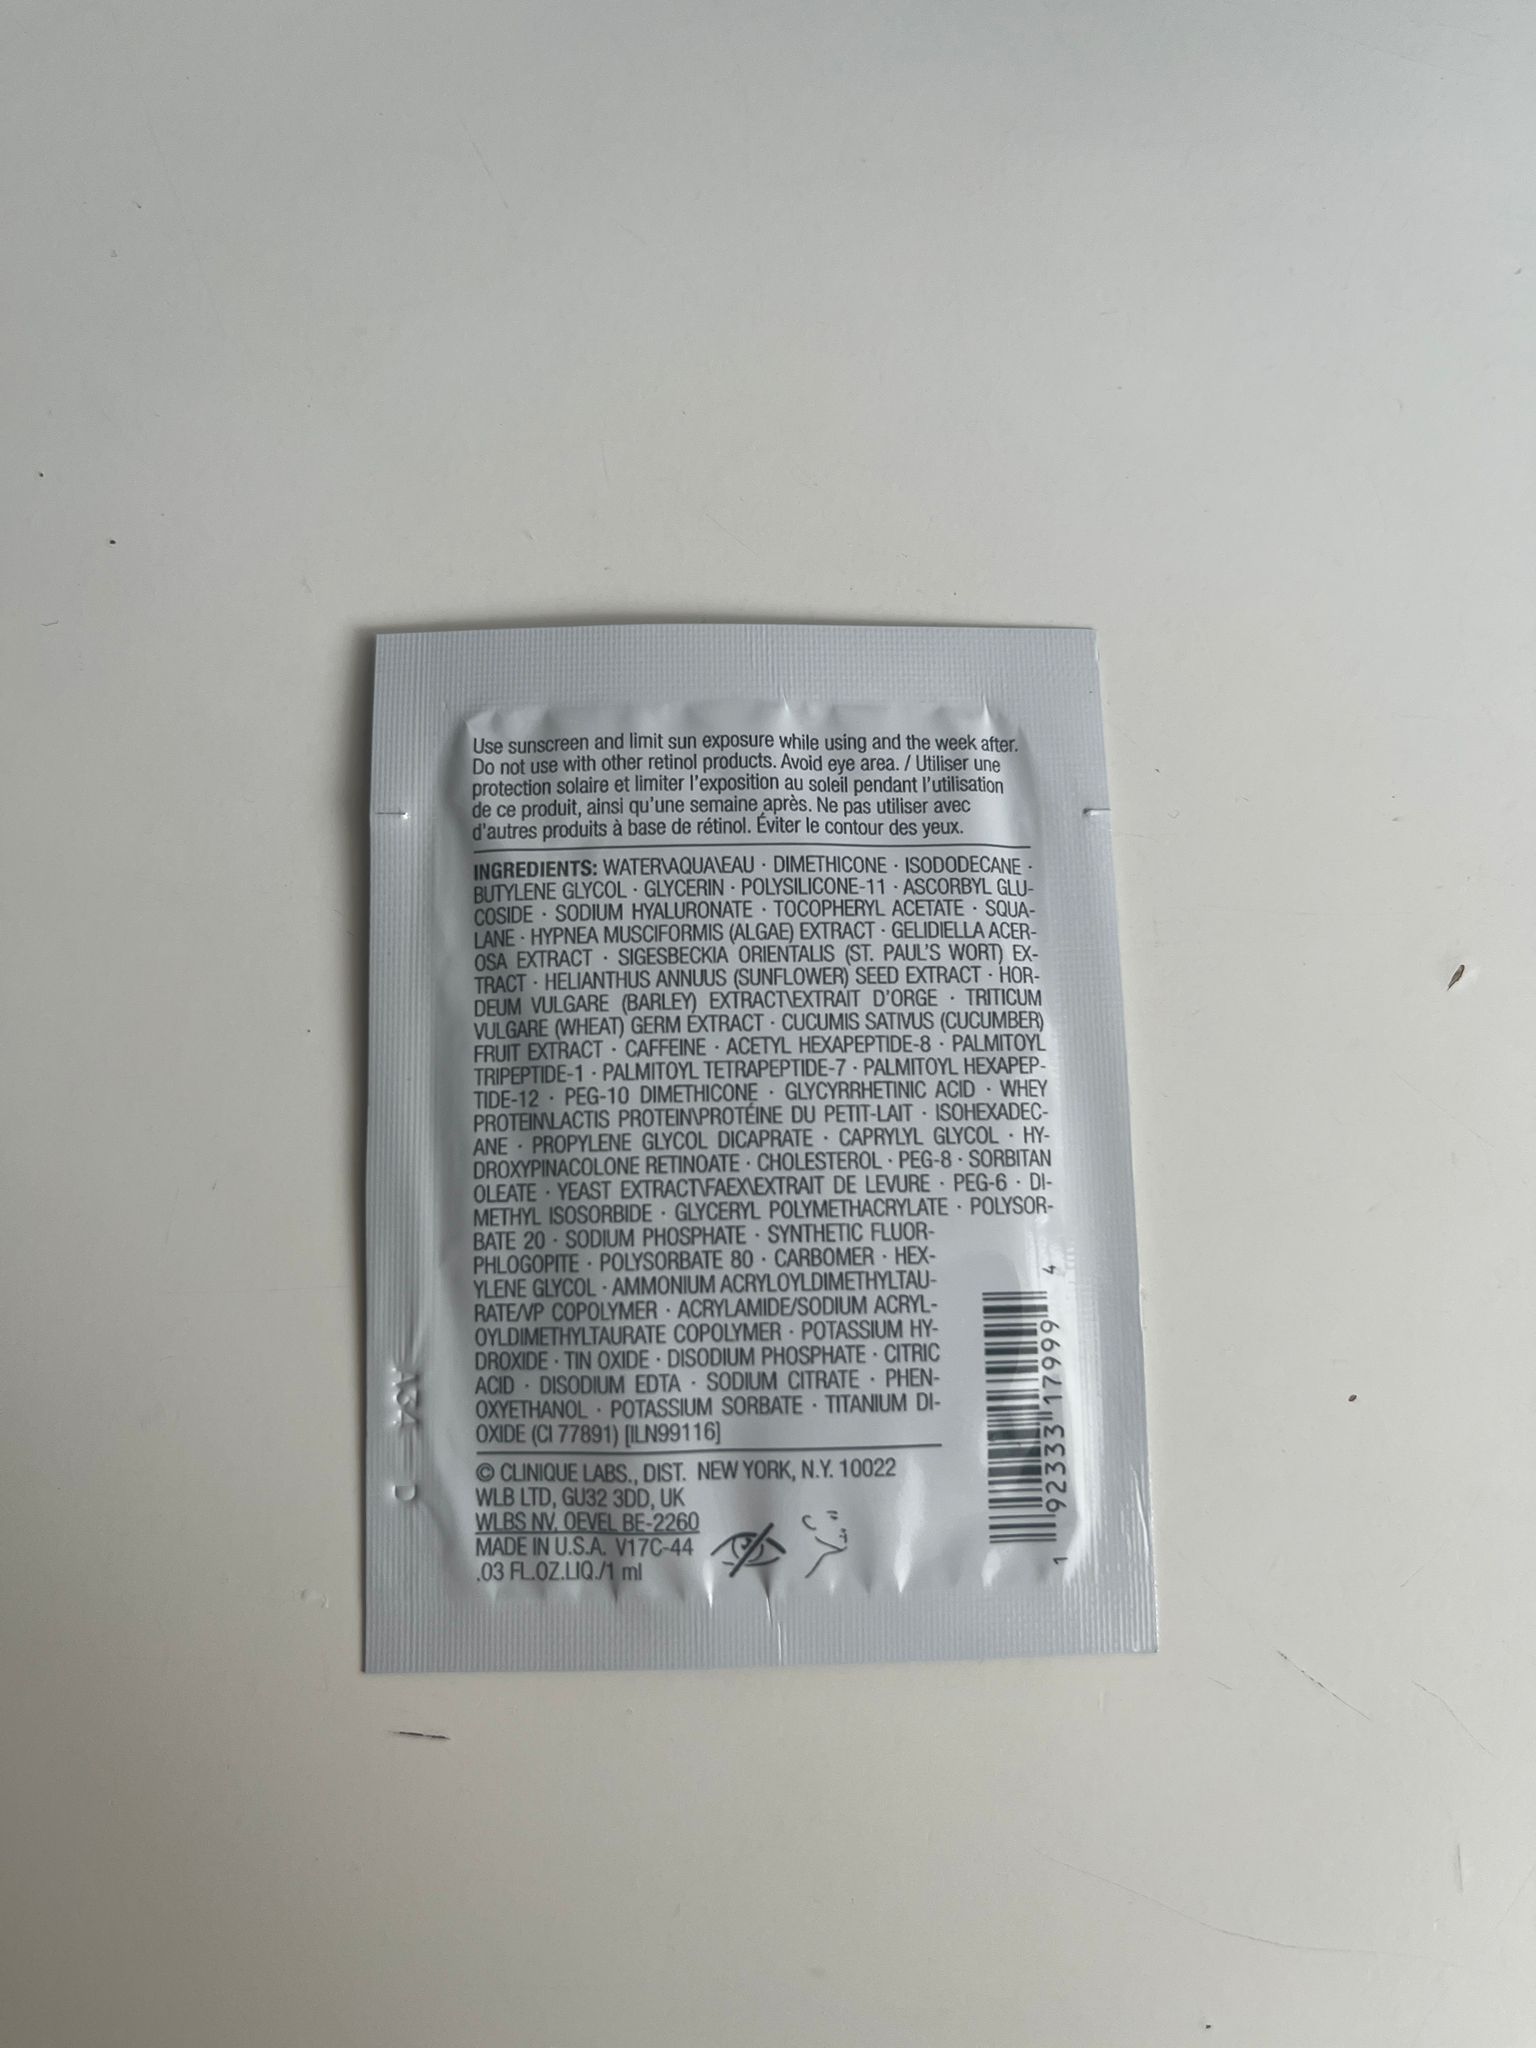 Use sunscreen and limit sun exposure while using and the week after.
Do not use with other retinol products. Avoid eye area. / Utiliser une
protection solaire et limiter l'exposition au soleil pendant l'utilisation
de ce produit, ainsi qu'une semaine après. Ne pas utiliser avec
d'autres produits à base de rétinol. Éviter le contour des yeux.
INGREDIENTS: WATER\AQUA\EAU · DIMETHICONE · ISODODECANE ·
BUTYLENE GLYCOL · GLYCERIN · POLYSILICONE-11 · ASCORBYL GLU-
COSIDE · SODIUM HYALURONATE · TOCOPHERYL ACETATE · SQUA-
LANE · HYPNEA MUSCIFORMIS (ALGAE) EXTRACT · GELIDIELLA ACER-
OSA EXTRACT · SIGESBECKIA ORIENTALIS (ST. PAUL'S WORT) EX-
TRACT · HELIANTHUS ANNUUS (SUNFLOWER) SEED EXTRACT · HOR-
DEUM VULGARE (BARLEY) EXTRACT\EXTRAIT D'ORGE · TRITICUM
VULGARE (WHEAT) GERM EXTRACT · CUCUMIS SATIVUS (CUCUMBER)
FRUIT EXTRACT · CAFFEINE · ACETYL HEXAPEPTIDE-8 · PALMITOYL
TRIPEPTIDE-1 · PALMITOYL TETRAPEPTIDE-7 · PALMITOYL HEXAPEP-
TIDE-12 · PEG-10 DIMETHICONE · GLYCYRRHETINIC ACID · WHEY
PROTEIN\LACTIS PROTEIN\PROTÉINE DU PETIT-LAIT · ISOHEXADEC-
ANE · PROPYLENE GLYCOL DICAPRATE · CAPRYLYL GLYCOL · HY-
DROXYPINACOLONE RETINOATE · CHOLESTEROL · PEG-8 · SORBITAN
OLEATE · YEAST EXTRACT\FAEX\EXTRAIT DE LEVURE · PEG-6 · DI-
METHYL ISOSORBIDE · GLYCERYL POLYMETHACRYLATE · POLYSOR-
BATE 20 · SODIUM PHOSPHATE · SYNTHETIC FLUOR-
PHLOGOPITE · POLYSORBATE 80 · CARBOMER · HEX-
YLENE GLYCOL · AMMONIUM ACRYLOYLDIMETHYLTAU-
RATE/VP COPOLYMER · ACRYLAMIDE/SODIUM ACRYL-
OYLDIMETHYLTAURATE COPOLYMER · POTASSIUM HY-
DROXIDE · TIN OXIDE · DISODIUM PHOSPHATE · CITRIC
ACID · DISODIUM EDTA · SODIUM CITRATE · PHEN-
OXYETHANOL · POTASSIUM SORBATE · TITANIUM DI-
OXIDE (CI 77891) [ILN99116]
© CLINIQUE LABS., DIST. NEW YORK, N.Y. 10022
WLB LTD, GU32 3DD, UK
WLBS NV, OEVEL BE-2260
MADE IN U.S.A. V17C-44
.03 FL.OZ.LIQ./1 ml
1 92333 17999 4
A34
D